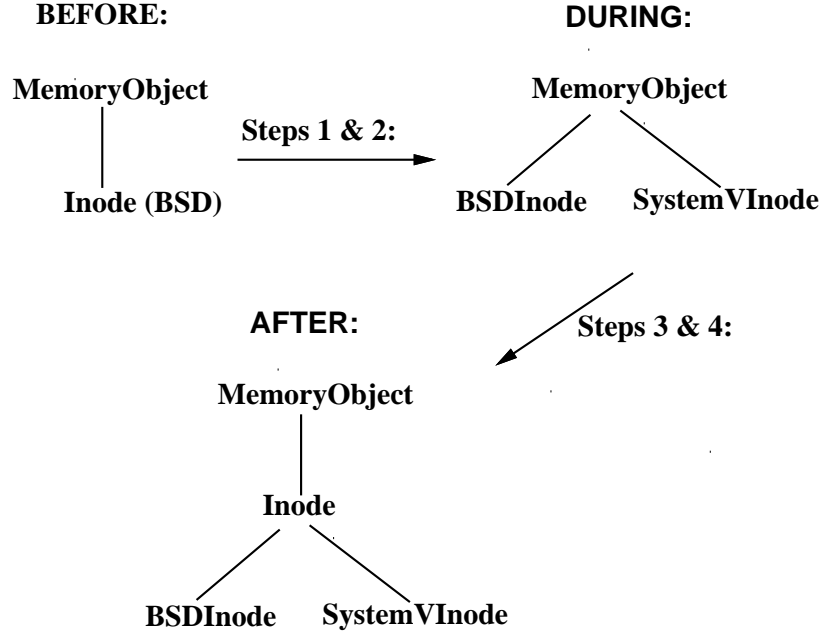 BEFORE:
MemoryObject
Inode (BSD)
Steps 1 & 2:
DURING:
MemoryObject
BSDInode
SystemVInode
Steps 3 & 4:
AFTER:
MemoryObject
Inode
BSDInode
SystemVInode